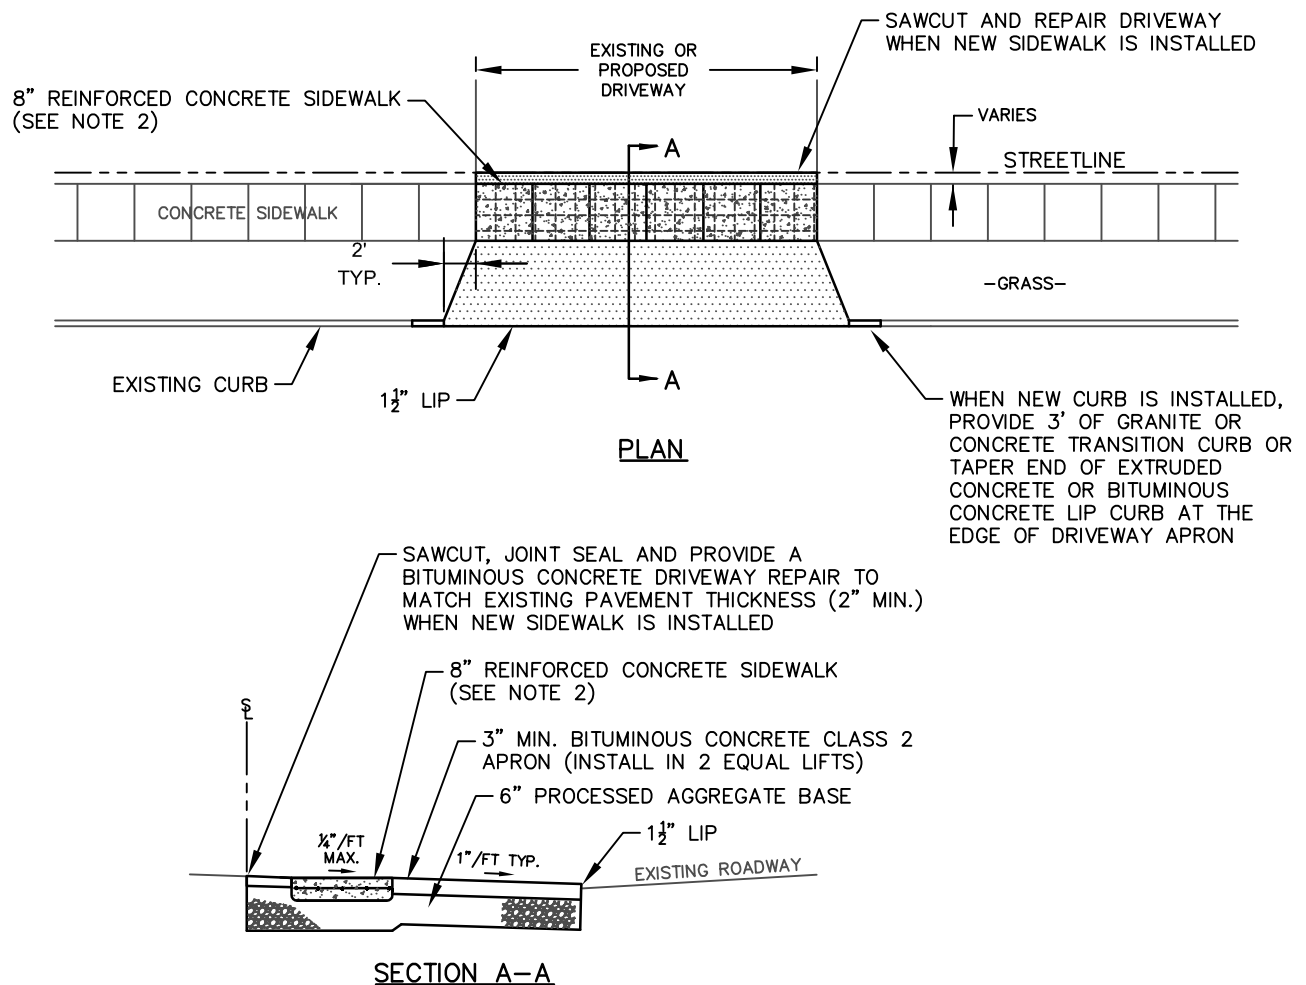 SAWCUT AND REPAIR DRIVEWAY
WHEN NEW SIDEWALK IS INSTALLED
EXISTING OR
PROPOSED
DRIVEWAY
8" REINFORCED CONCRETE SIDEWALK
(SEE NOTE 2)
VARIES
A
STREETLINE
CONCRETE SIDEWALK
2'
TYP.
-GRASS-
EXISTING CURB
1½" LIP
A
WHEN NEW CURB IS INSTALLED,
PROVIDE 3' OF GRANITE OR
CONCRETE TRANSITION CURB OR
TAPER END OF EXTRUDED
CONCRETE OR BITUMINOUS
CONCRETE LIP CURB AT THE
EDGE OF DRIVEWAY APRON
PLAN
SAWCUT, JOINT SEAL AND PROVIDE A
BITUMINOUS CONCRETE DRIVEWAY REPAIR TO
MATCH EXISTING PAVEMENT THICKNESS (2" MIN.)
WHEN NEW SIDEWALK IS INSTALLED
8" REINFORCED CONCRETE SIDEWALK
(SEE NOTE 2)
SL
3" MIN. BITUMINOUS CONCRETE CLASS 2
APRON (INSTALL IN 2 EQUAL LIFTS)
6" PROCESSED AGGREGATE BASE
1½" LIP
¼"/FT
MAX.
1"/FT TYP.
EXISTING ROADWAY
SECTION A-A